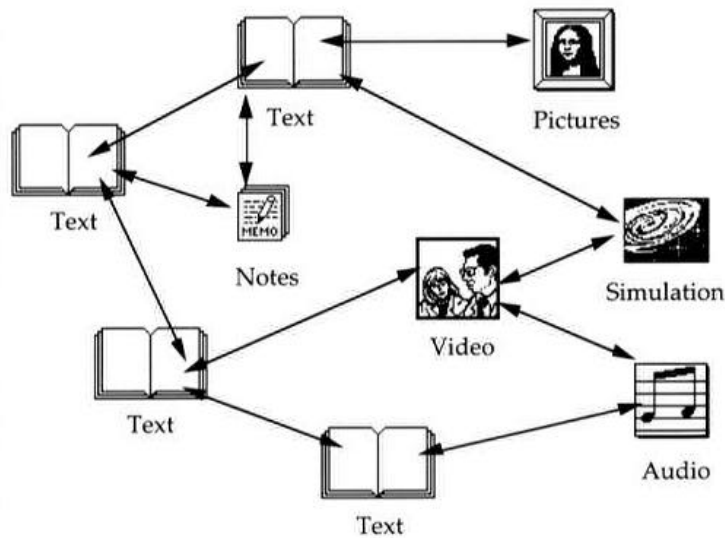 Text
Pictures
Text
MEMO
Notes
Simulation
Video
Text
Audio
Text